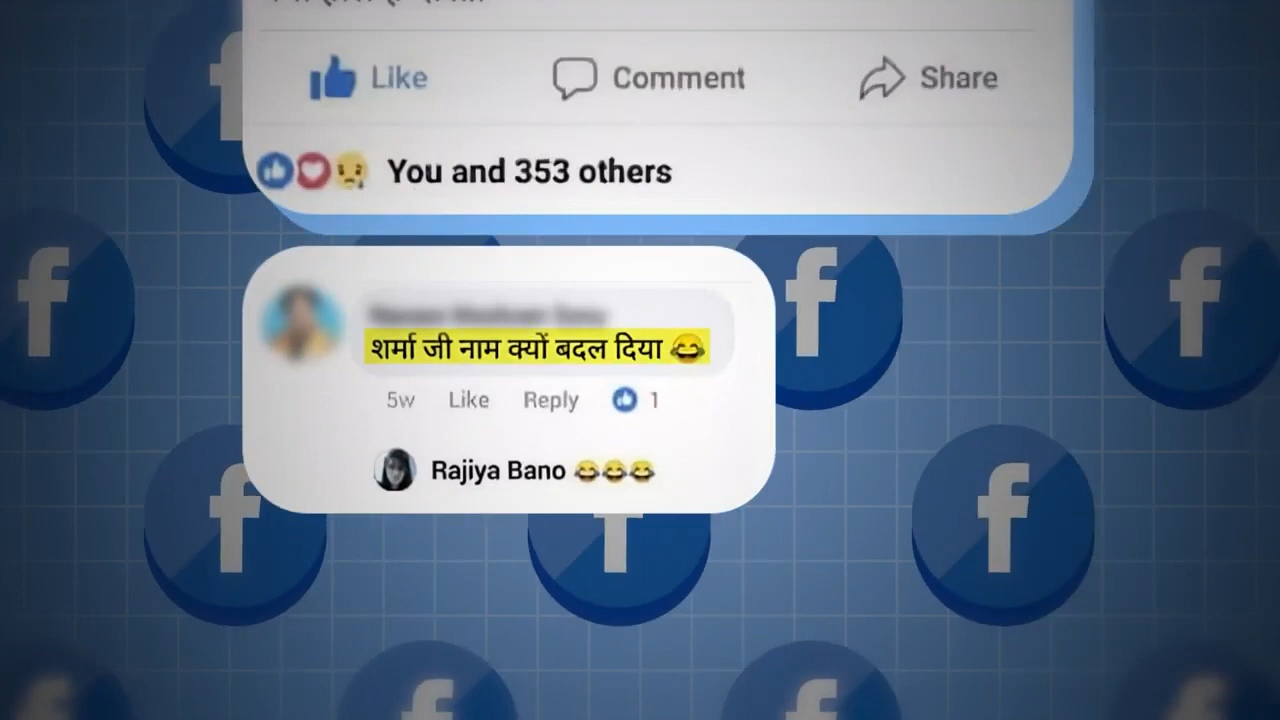 Like
Comment
Share
You and 353 others
शर्मा जी नाम क्यों बदल दिया 😂
5w Like Reply 1
Rajiya Bano 😂😂😂